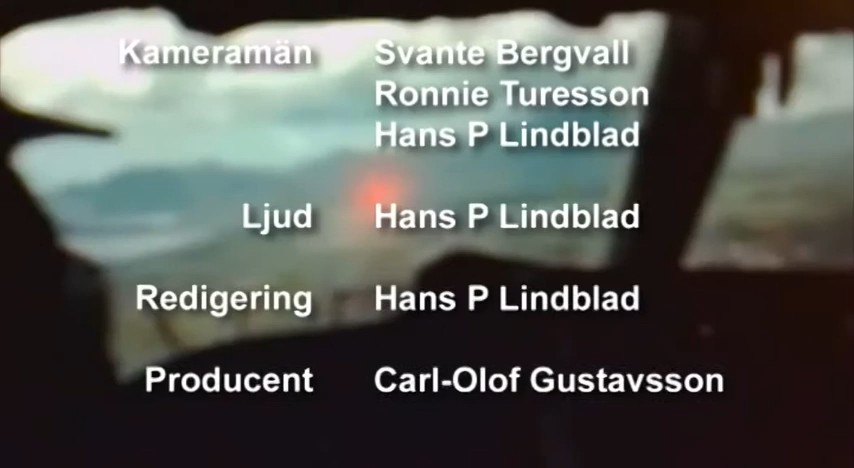 Kameramän Svante Bergvall
Ronnie Turesson
Hans P Lindblad
Ljud Hans P Lindblad
Redigering Hans P Lindblad
Producent Carl-Olof Gustavsson